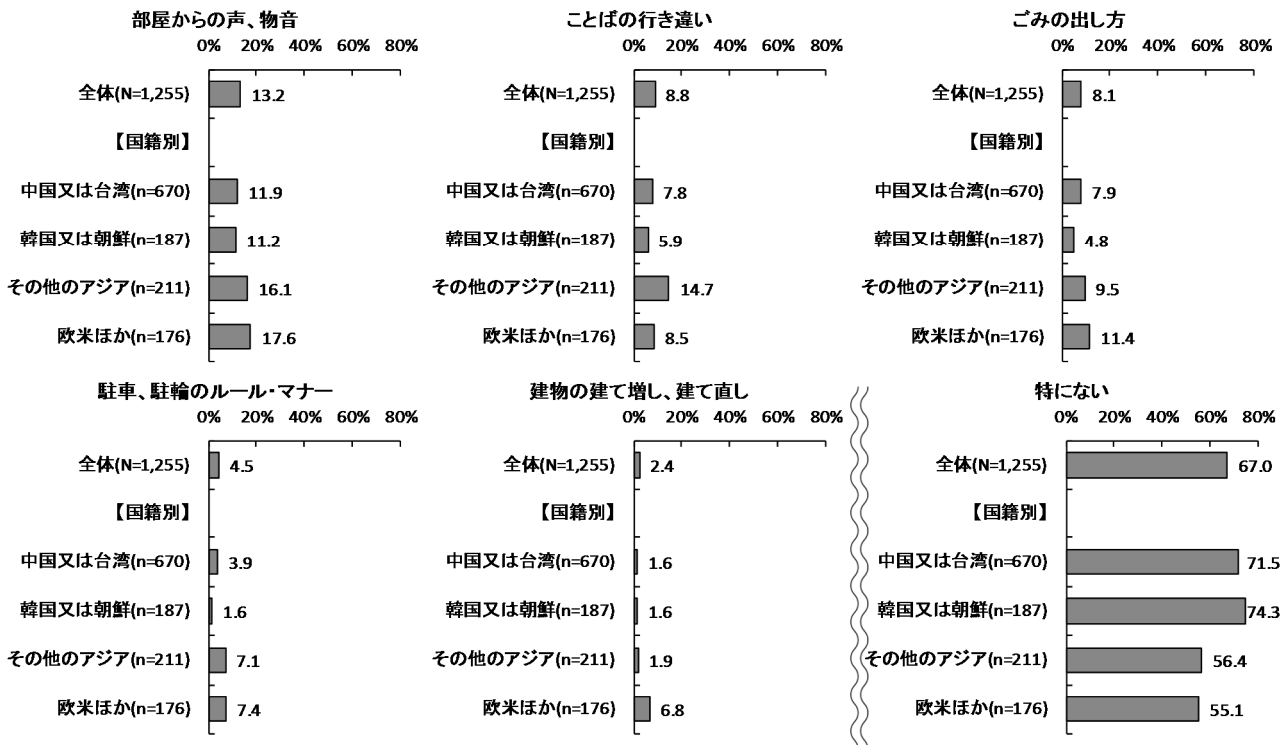 部屋からの声、物音
0% 20% 40% 60% 80%
全体(N=1,255) 13.2
【国籍別】
中国又は台湾(n=670) 11.9
韓国又は朝鮮(n=187) 11.2
その他のアジア(n=211) 16.1
欧米ほか(n=176) 17.6
ことばの行き違い
0% 20% 40% 60% 80%
全体(N=1,255) 8.8
【国籍別】
中国又は台湾(n=670) 7.8
韓国又は朝鮮(n=187) 5.9
その他のアジア(n=211) 14.7
欧米ほか(n=176) 8.5
ごみの出し方
0% 20% 40% 60% 80%
全体(N=1,255) 8.1
【国籍別】
中国又は台湾(n=670) 7.9
韓国又は朝鮮(n=187) 4.8
その他のアジア(n=211) 9.5
欧米ほか(n=176) 11.4
駐車、駐輪のルール・マナー
0% 20% 40% 60% 80%
全体(N=1,255) 4.5
【国籍別】
中国又は台湾(n=670) 3.9
韓国又は朝鮮(n=187) 1.6
その他のアジア(n=211) 7.1
欧米ほか(n=176) 7.4
建物の建て増し、建て直し
0% 20% 40% 60% 80%
全体(N=1,255) 2.4
【国籍別】
中国又は台湾(n=670) 1.6
韓国又は朝鮮(n=187) 1.6
その他のアジア(n=211) 1.9
欧米ほか(n=176) 6.8
特にない
0% 20% 40% 60% 80%
全体(N=1,255) 67.0
【国籍別】
中国又は台湾(n=670) 71.5
韓国又は朝鮮(n=187) 74.3
その他のアジア(n=211) 56.4
欧米ほか(n=176) 55.1